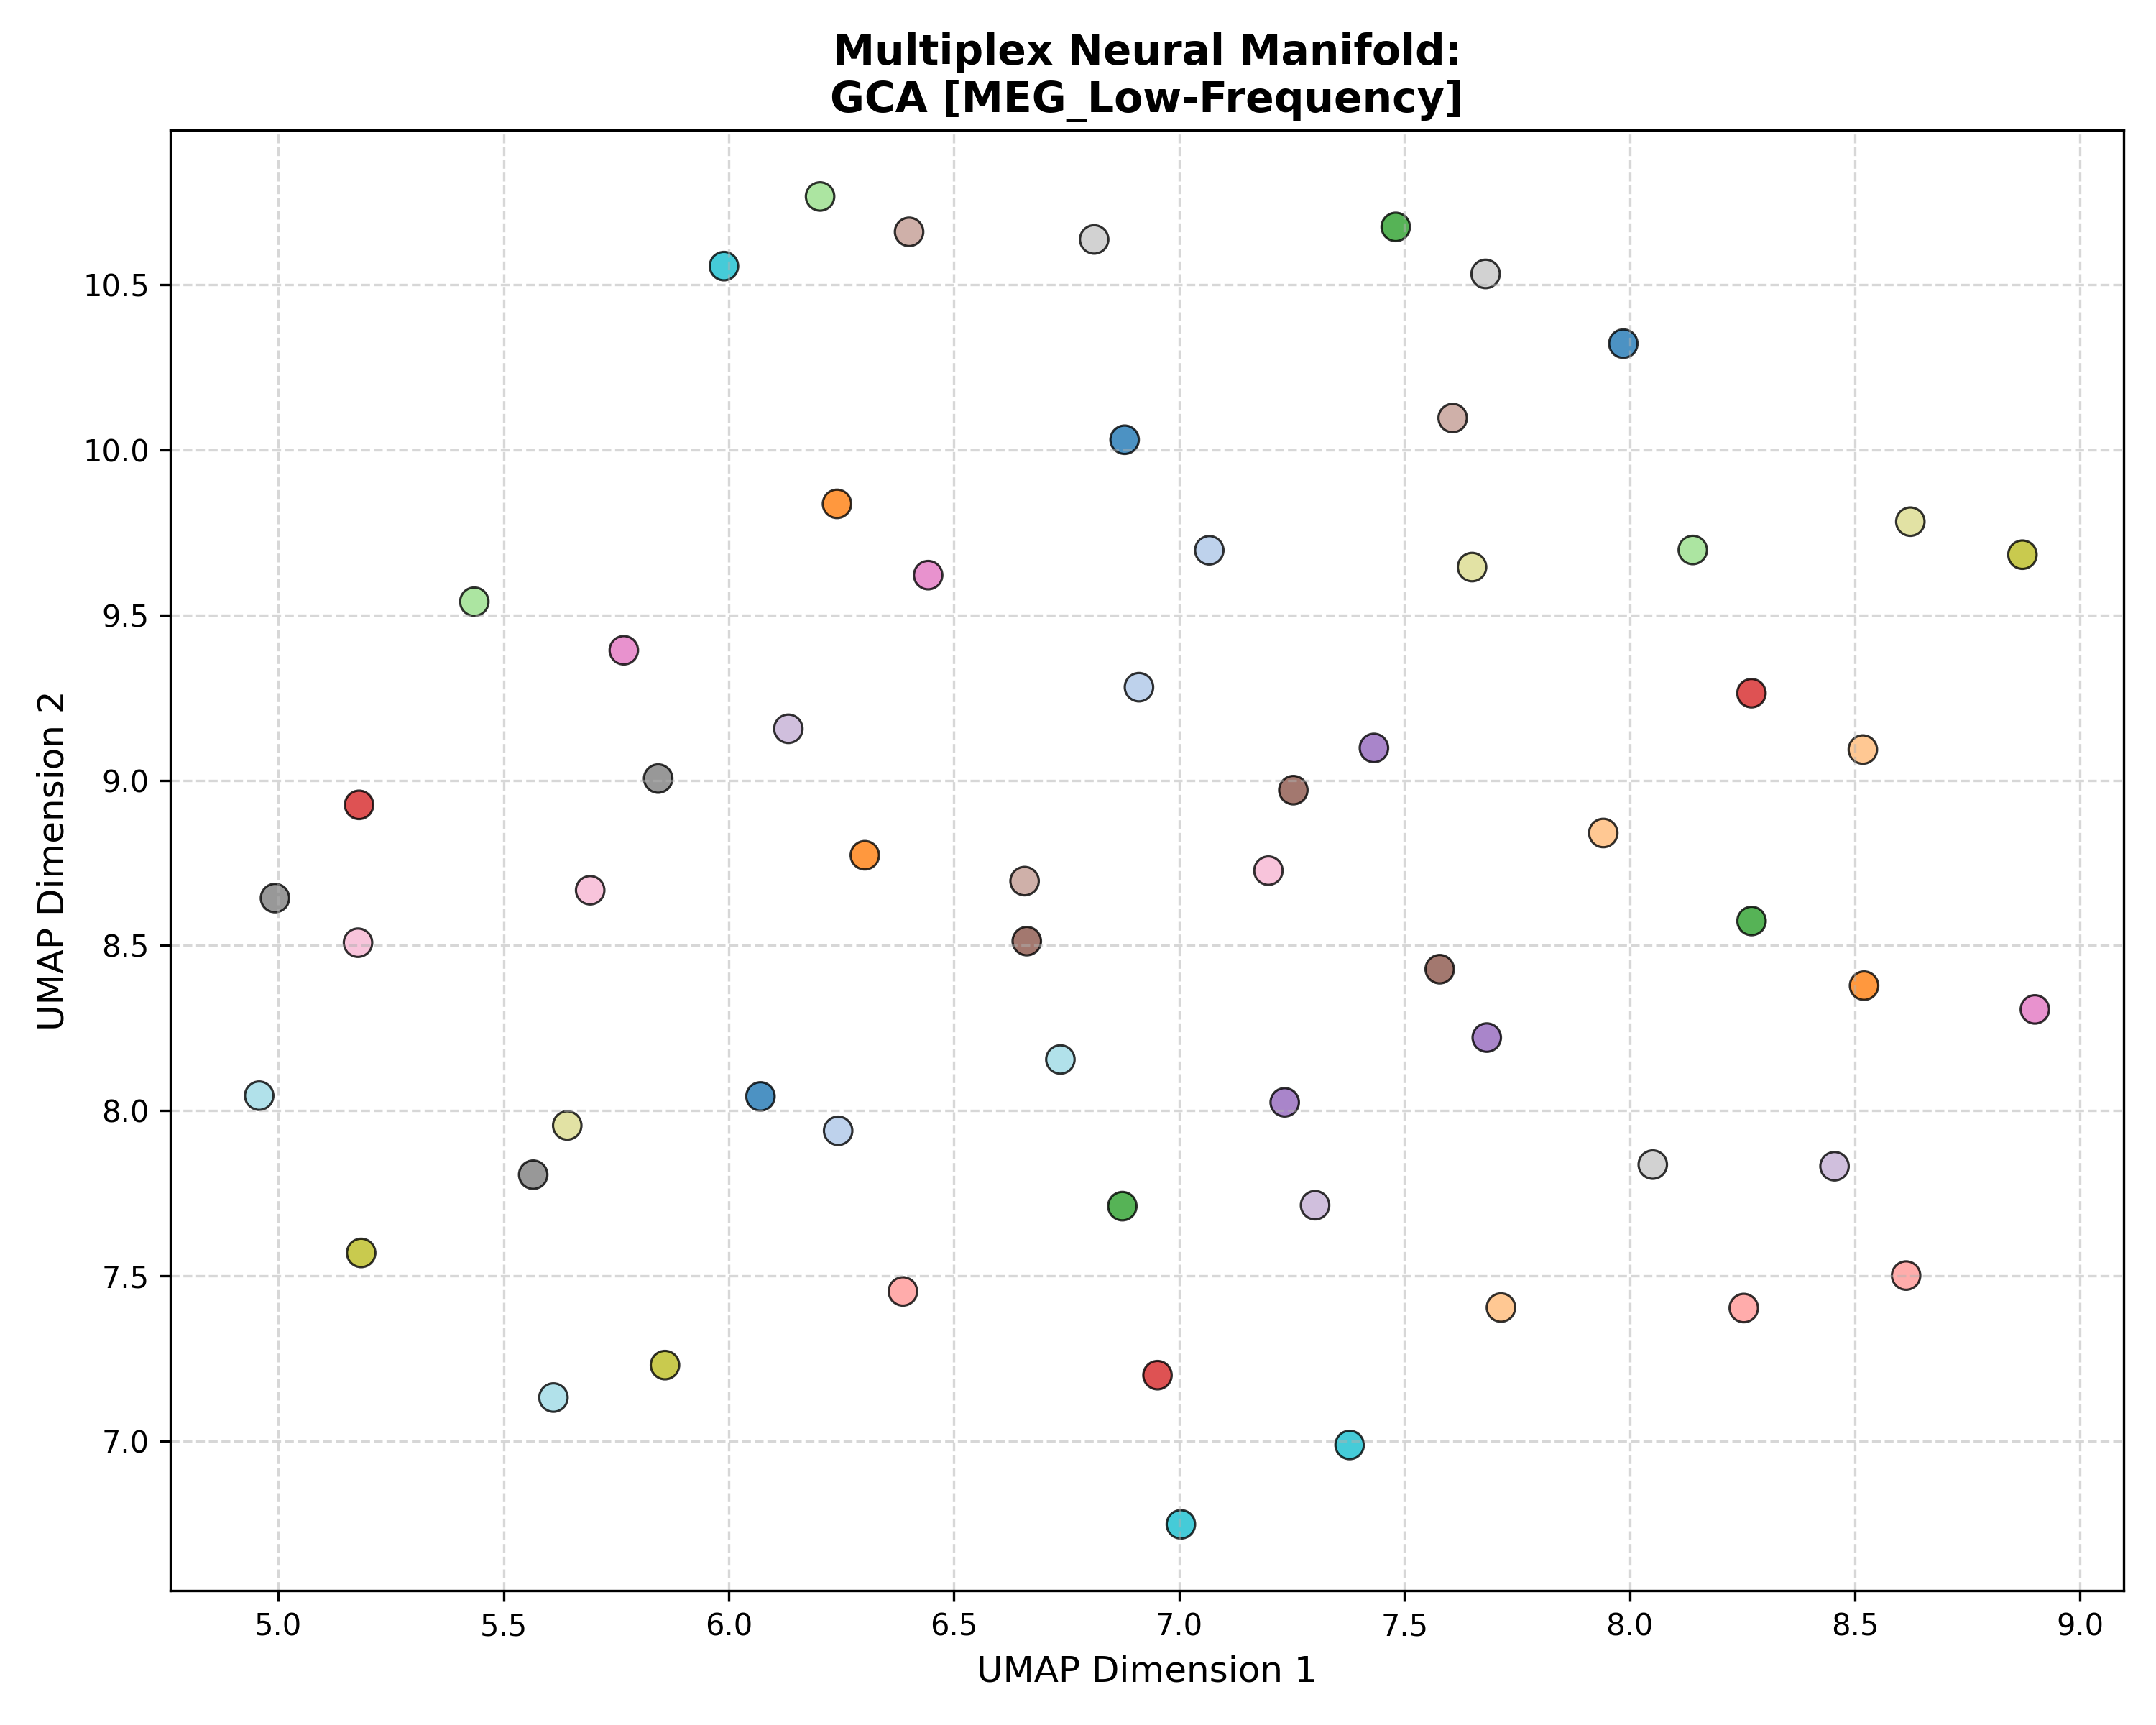 Multiplex Neural Manifold:
GCA [MEG_Low-Frequency]
UMAP Dimension 2
10.5
10.0
9.5
9.0
8.5
8.0
7.5
7.0
5.0 5.5 6.0 6.5 7.0 7.5 8.0 8.5 9.0
UMAP Dimension 1